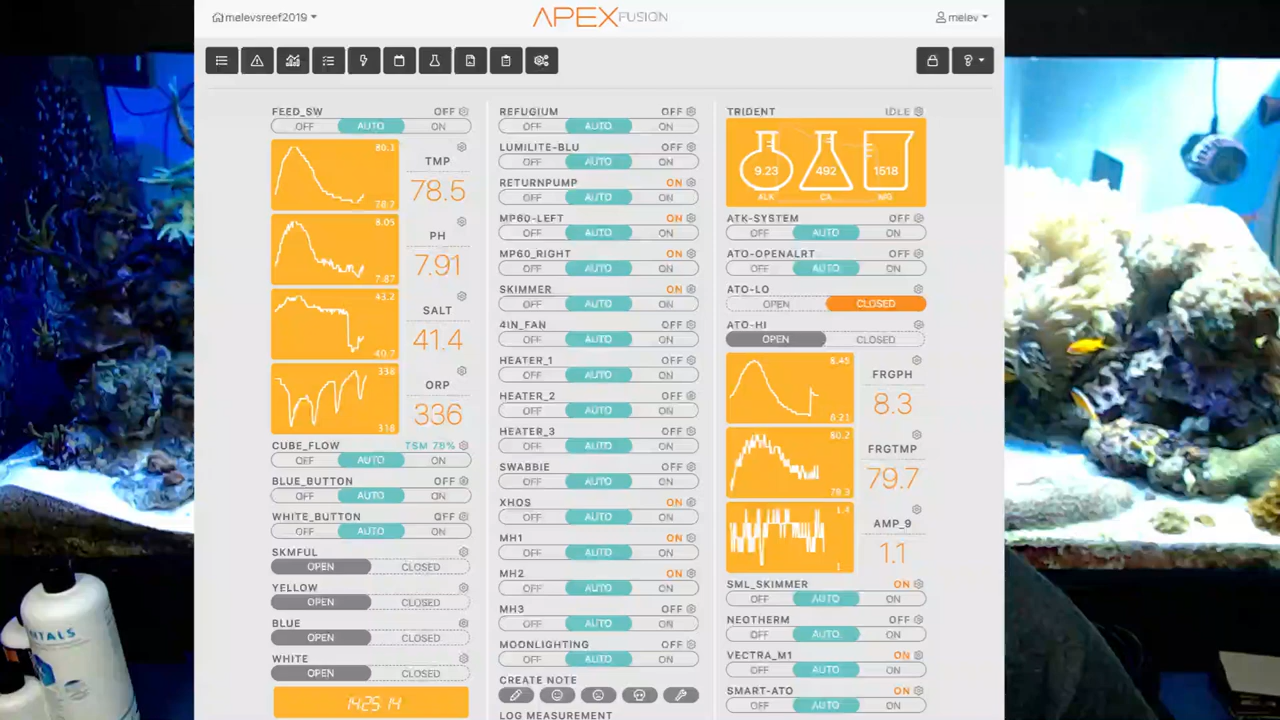 melevsreef2019
APEX FUSION
melev
FEED_SW OFF
OFF AUTO ON
80.1
TMP
78.5
78.7
8.05
PH
7.91
7.87
43.2
SALT
41.4
40.7
338
ORP
336
318
CUBE_FLOW TSM 78%
OFF AUTO ON
BLUE_BUTTON OFF
OFF AUTO ON
WHITE_BUTTON OFF
OFF AUTO ON
SKMFUL
OPEN CLOSED
YELLOW
OPEN CLOSED
BLUE
OPEN CLOSED
WHITE
OPEN CLOSED
14:25:14
REFUGIUM OFF
OFF AUTO ON
LUMILITE-BLU OFF
OFF AUTO ON
RETURNPUMP ON
OFF AUTO ON
MP60-LEFT ON
OFF AUTO ON
MP60_RIGHT ON
OFF AUTO ON
SKIMMER ON
OFF AUTO ON
4IN_FAN OFF
OFF AUTO ON
HEATER_1 OFF
OFF AUTO ON
HEATER_2 OFF
OFF AUTO ON
HEATER_3 OFF
OFF AUTO ON
SWABBIE OFF
OFF AUTO ON
XHOS ON
OFF AUTO ON
MH1 ON
OFF AUTO ON
MH2 ON
OFF AUTO ON
MH3 OFF
OFF AUTO ON
MOONLIGHTING OFF
OFF AUTO ON
CREATE NOTE
LOG MEASUREMENT
TRIDENT IDLE
9.23 492 1518
ALK CA MG
ATK-SYSTEM OFF
OFF AUTO ON
ATO-OPENALRT OFF
OFF AUTO ON
ATO-LO
OPEN CLOSED
ATO-HI
OPEN CLOSED
8.45
FRGPH
8.3
8.21
80.2
FRGTMP
79.7
78.3
1.4
AMP_9
1.1
1
SML_SKIMMER ON
OFF AUTO ON
NEOTHERM OFF
OFF AUTO ON
VECTRA_M1 ON
OFF AUTO ON
SMART-ATO ON
OFF AUTO ON